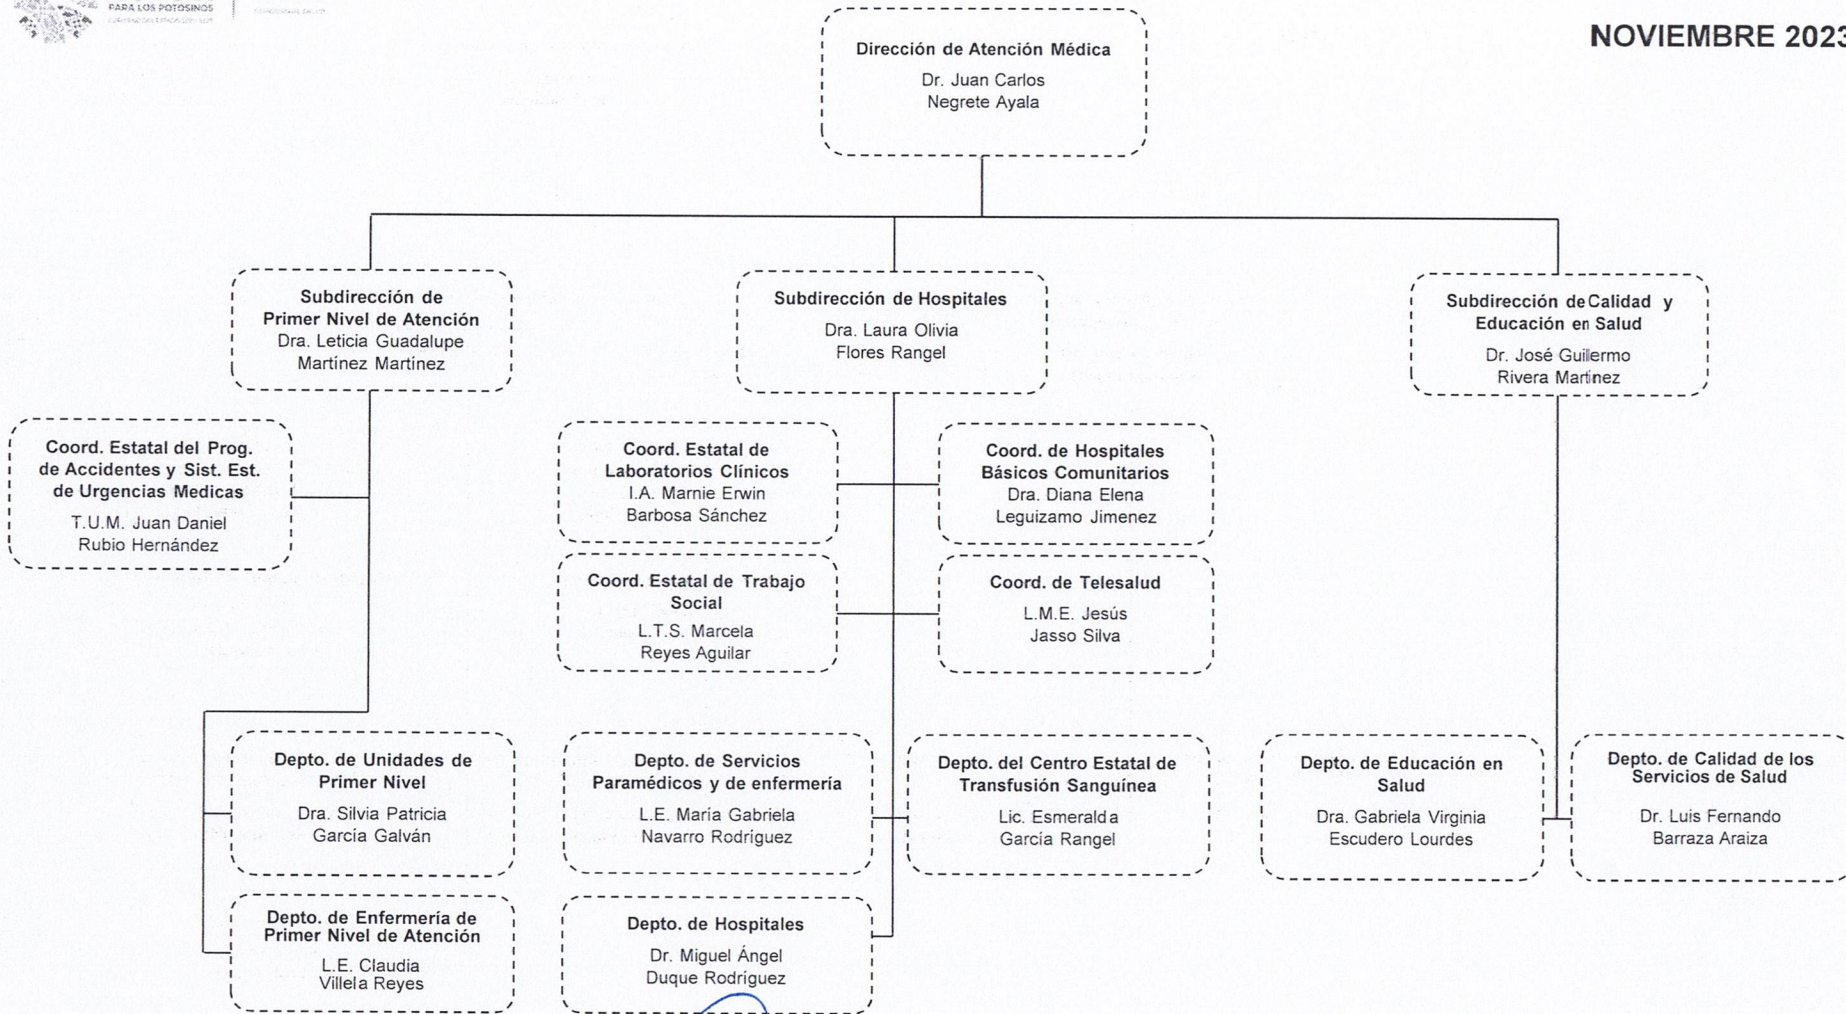 PARA LOS POTOSINOS
NOVIEMBRE 2023
Dirección de Atención Médica
Dr. Juan Carlos
Negrete Ayala
Subdirección de
Primer Nivel de Atención
Dra. Leticia Guadalupe
Martínez Martínez
Subdirección de Hospitales
Dra. Laura Olivia
Flores Rangel
Subdirección de Calidad y
Educación en Salud
Dr. José Guillermo
Rivera Martínez
Coord. Estatal del Prog.
de Accidentes y Sist. Est.
de Urgencias Medicas
T.U.M. Juan Daniel
Rubio Hernández
Coord. Estatal de
Laboratorios Clínicos
I.A. Marnie Erwin
Barbosa Sánchez
Coord. de Hospitales
Básicos Comunitarios
Dra. Diana Elena
Leguizamo Jimenez
Coord. Estatal de Trabajo
Social
L.T.S. Marcela
Reyes Aguilar
Coord. de Telesalud
L.M.E. Jesús
Jasso Silva
Depto. de Unidades de
Primer Nivel
Dra. Silvia Patricia
García Galván
Depto. de Servicios
Paramédicos y de enfermería
L.E. María Gabriela
Navarro Rodríguez
Depto. del Centro Estatal de
Transfusión Sanguínea
Lic. Esmeralda
García Rangel
Depto. de Educación en
Salud
Dra. Gabriela Virginia
Escudero Lourdes
Depto. de Calidad de los
Servicios de Salud
Dr. Luis Fernando
Barraza Araiza
Depto. de Enfermería de
Primer Nivel de Atención
L.E. Claudia
Villela Reyes
Depto. de Hospitales
Dr. Miguel Ángel
Duque Rodríguez